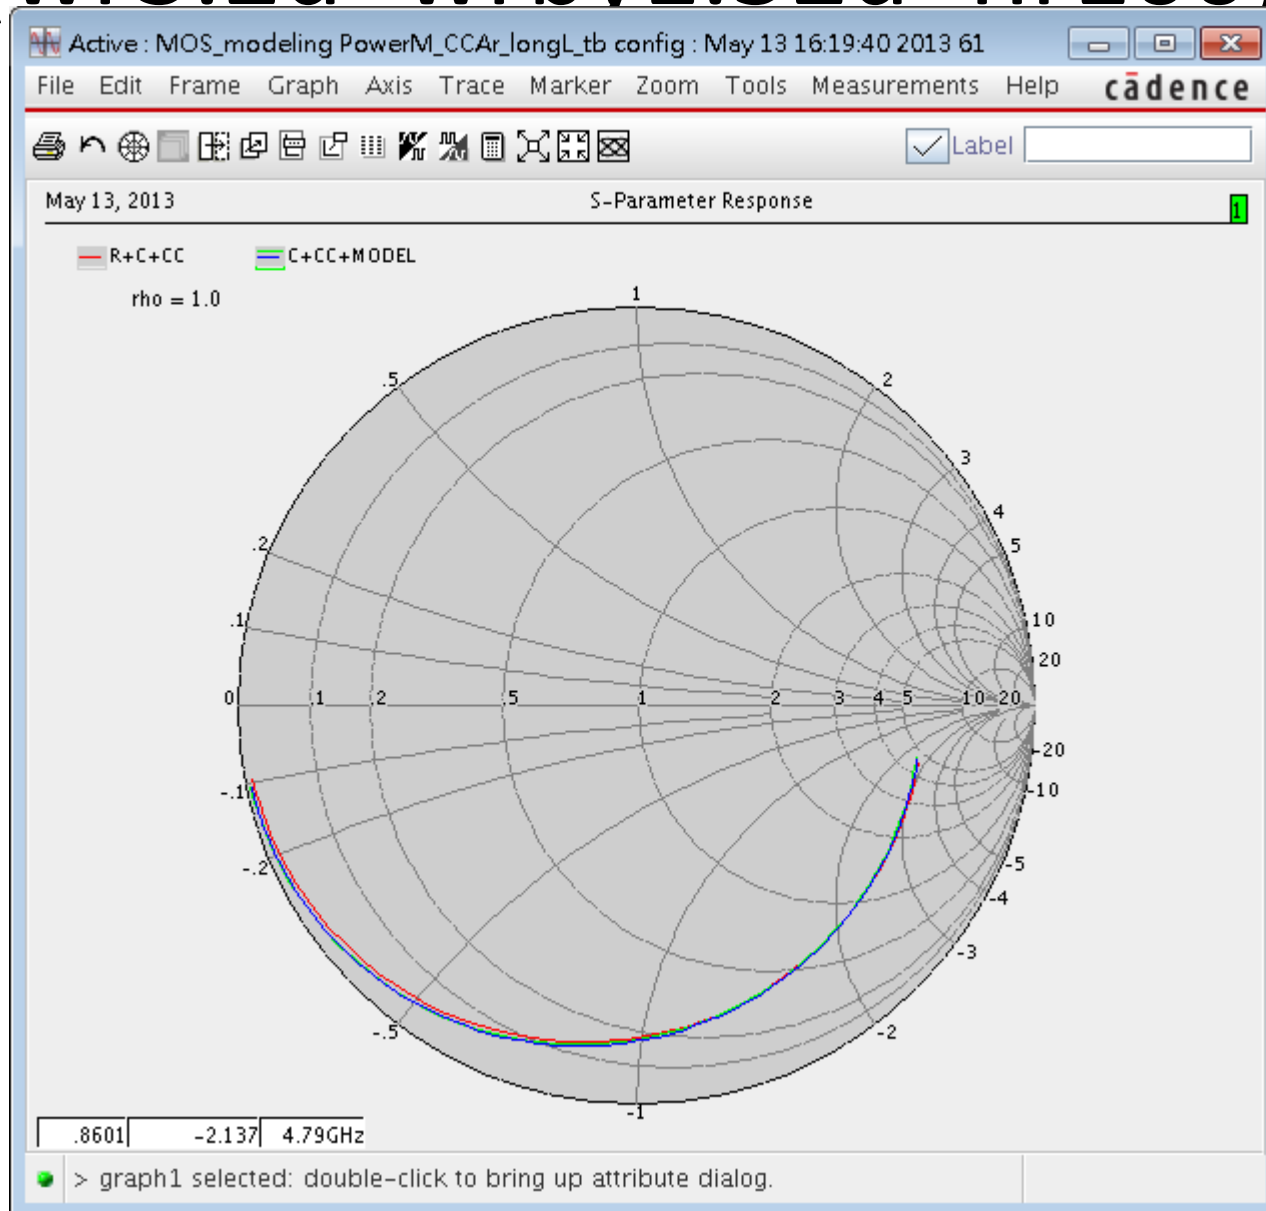 Active : MOS_modeling PowerM_CCAr_longL_tb config : May 13 16:19:40 2013 61
File Edit Frame Graph Axis Trace Marker Zoom Tools Measurements Help cādence
Label
May 13, 2013 S-Parameter Response 1
R+C+CC C+CC+MODEL
rho = 1.0
1
.5 2
3
4
.2 5
.1 10
20
0 .1 .2 .5 1 2 3 4 5 10 20
-20
-.1 -10
-.2 -5
-4
-3
-.5 -2
-1
.8601 -2.137 4.79GHz
> graph1 selected: double-click to bring up attribute dialog.